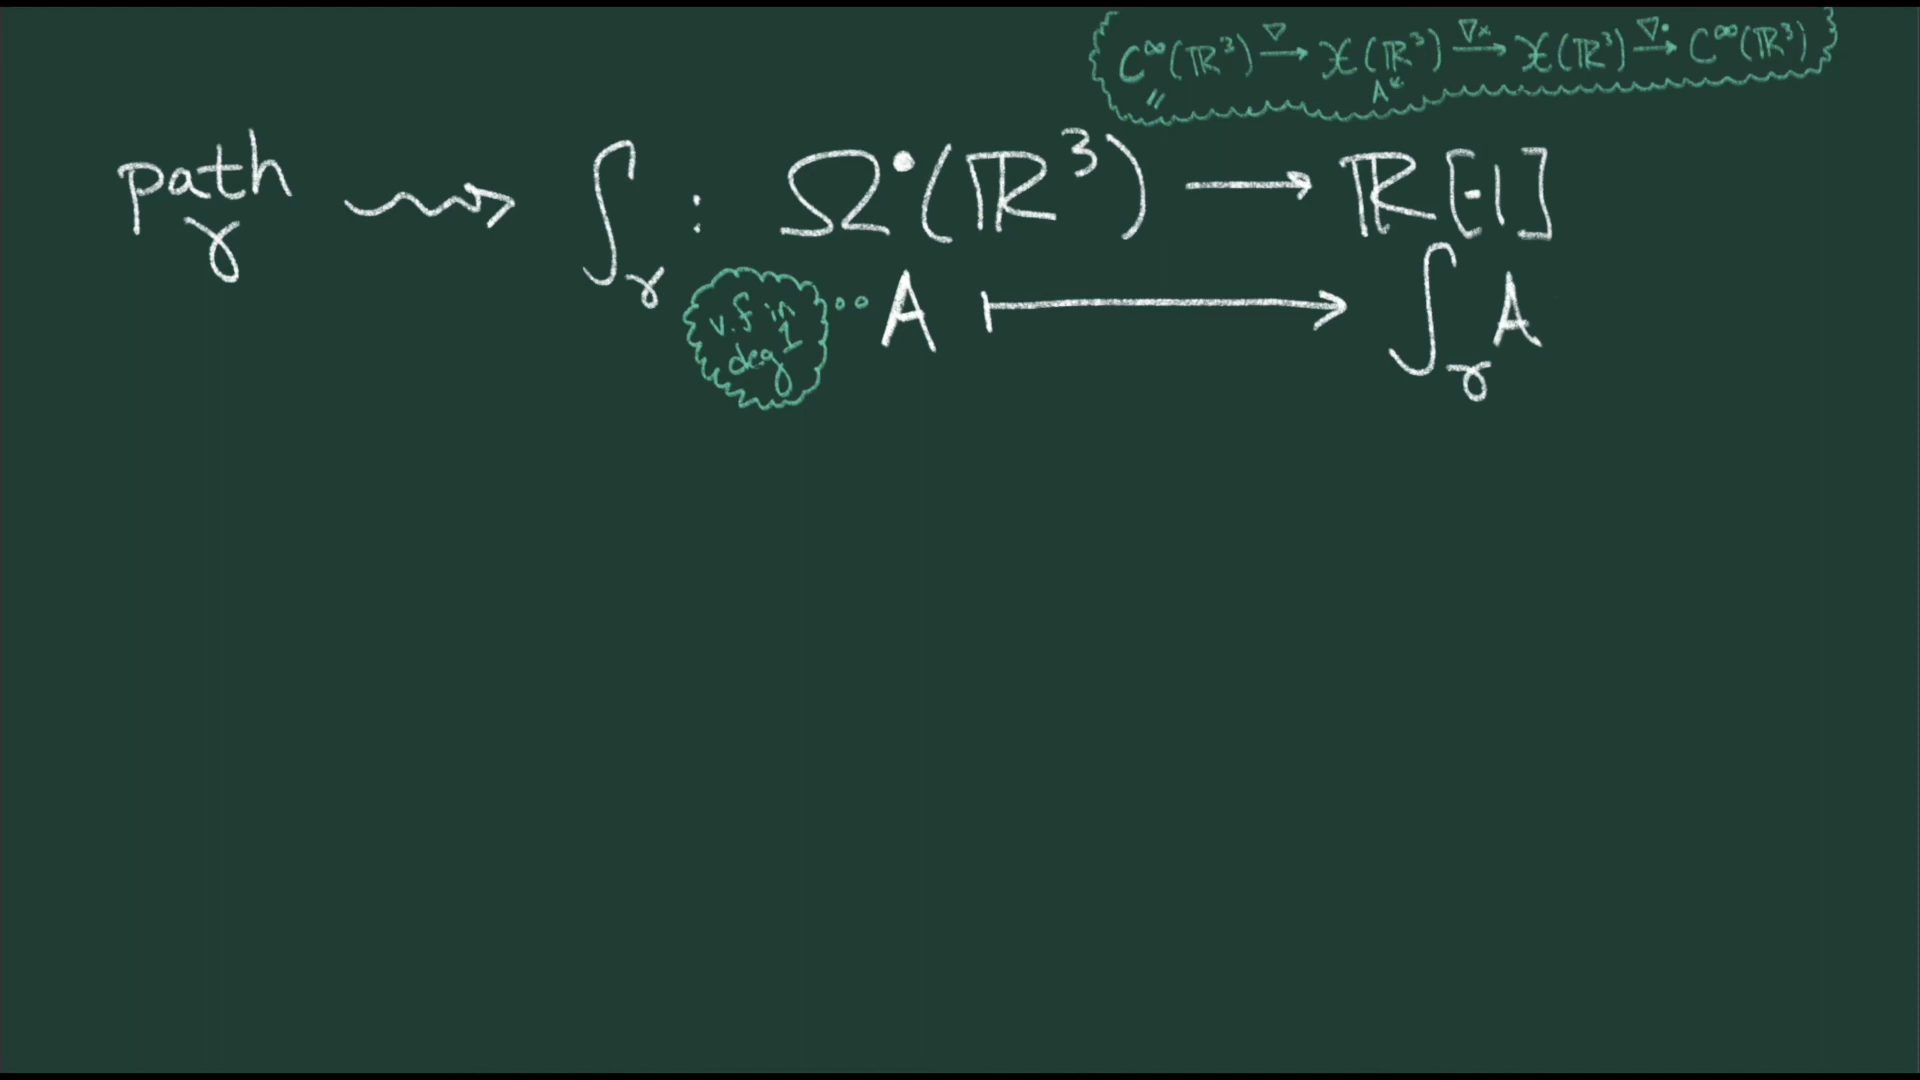 C^∞(ℝ³) —∇→ 𝔛(ℝ³) —∇×→ 𝔛(ℝ³) —∇•→ C^∞(ℝ³)
" A
path γ ⇝ ∫_γ : Ω^•(ℝ³) ⟶ ℝ[-1]
v.f in deg 1 A ⟼ ∫_γ A